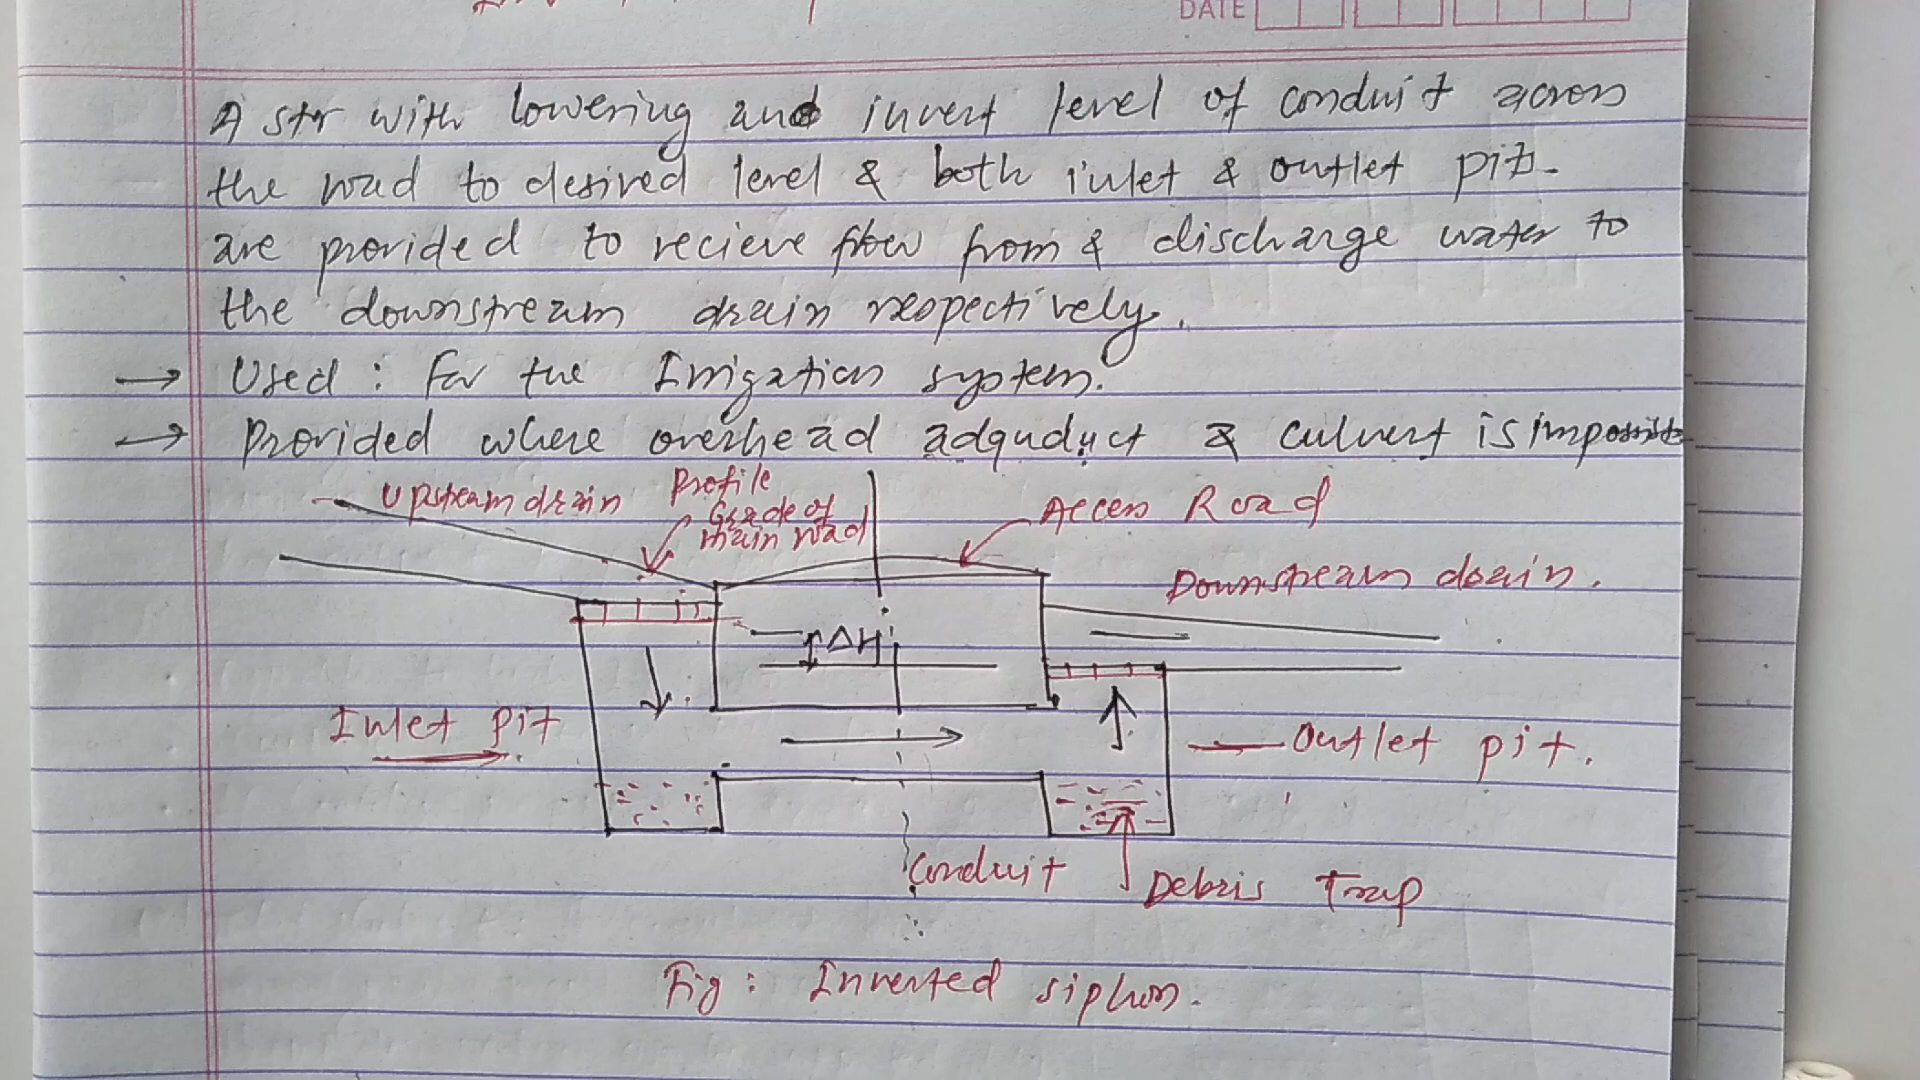 DATE
A str with lowering and invert level of conduit across
the road to desired level & both inlet & outlet pit.
are provided to recieve flow from & discharge water to
the downstream drain respectively.
→ Used : For the Irrigation system.
→ Provided where overhead adquduct & culvert is impossible
Upstream drain
Profile
Grade of
main road
Access Road
Downstream drain.
ΔH
Inlet pit
Outlet pit.
Conduit
Debris Trap
Fig : Inverted siphon.